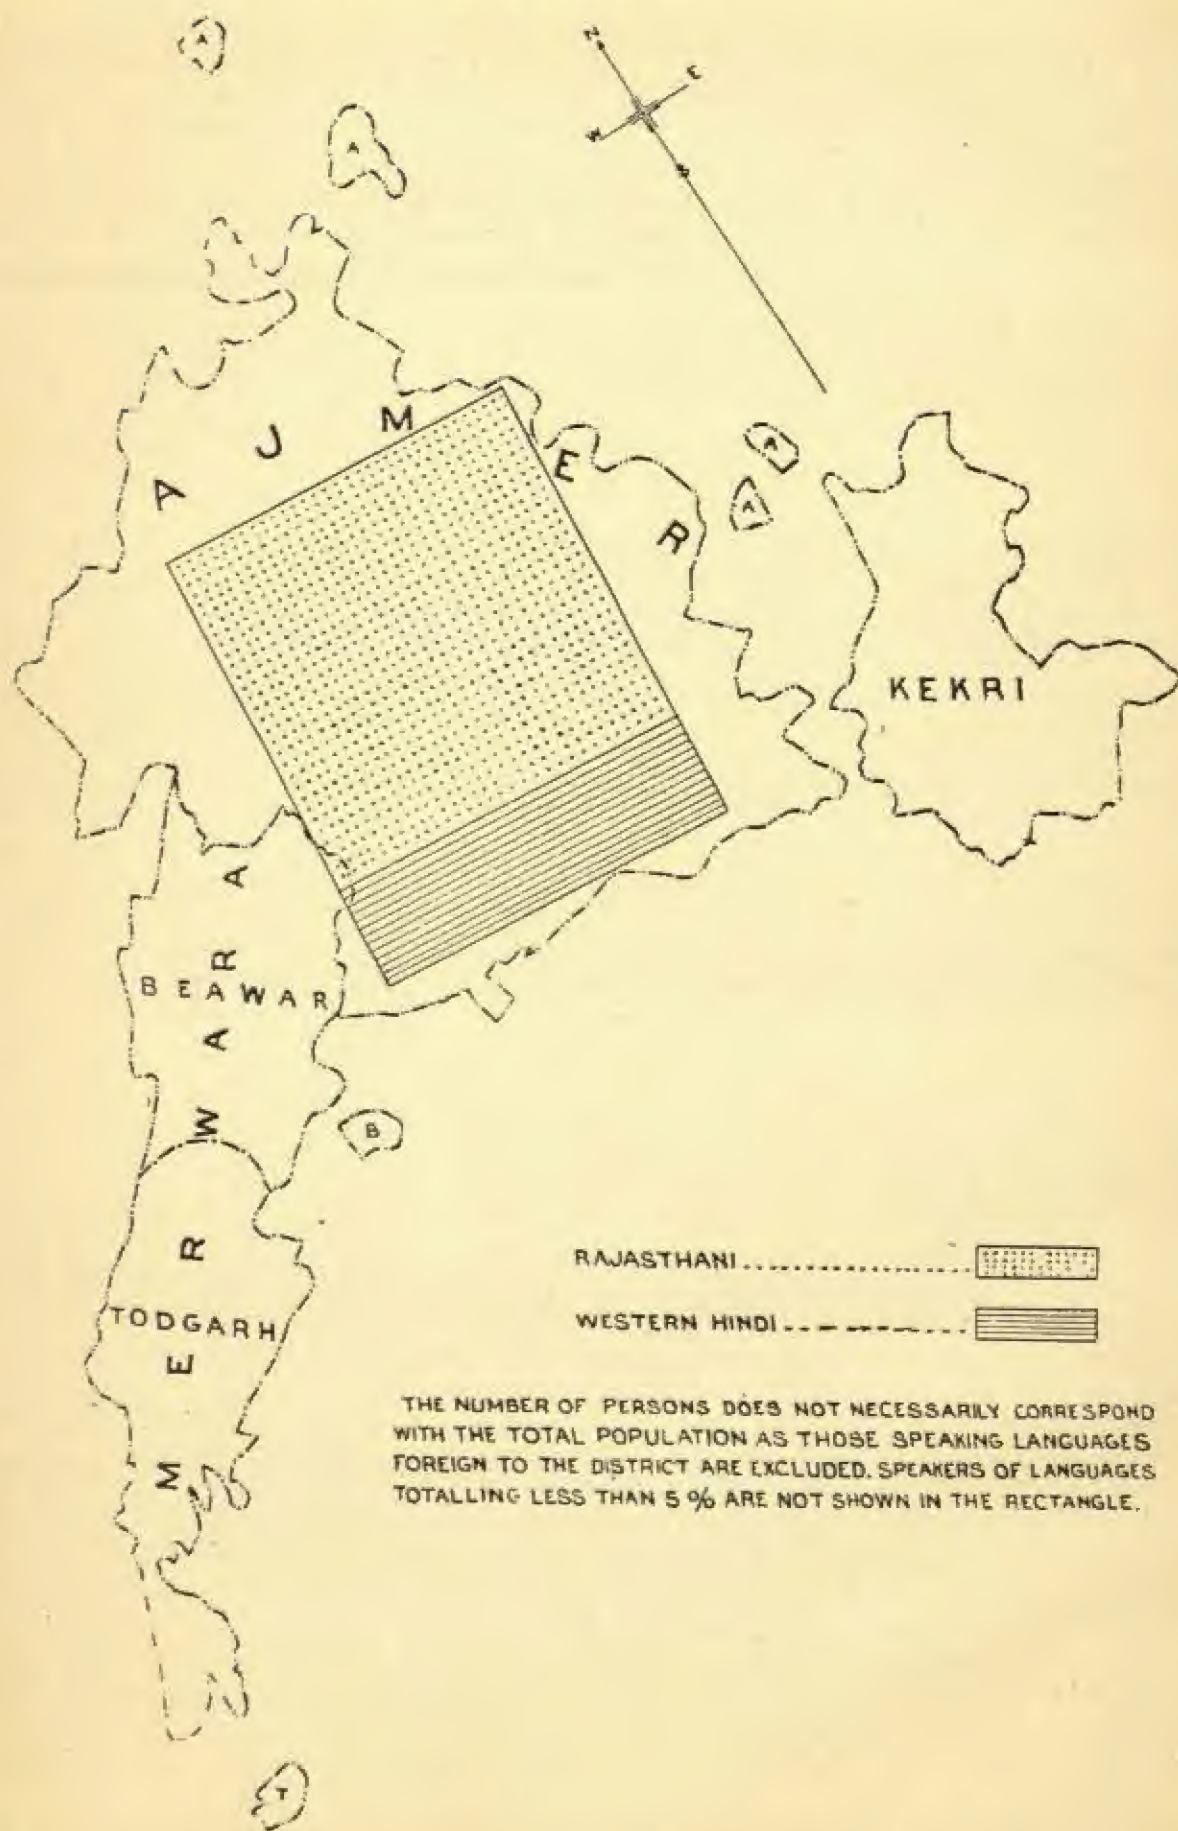 A
N
E
W
S
A
A J M E R
A
A
KEKRI
MERWARA
BEAWAR
B
TODGARH
RAJASTHANI
WESTERN HINDI
THE NUMBER OF PERSONS DOES NOT NECESSARILY CORRESPOND
WITH THE TOTAL POPULATION AS THOSE SPEAKING LANGUAGES
FOREIGN TO THE DISTRICT ARE EXCLUDED. SPEAKERS OF LANGUAGES
TOTALLING LESS THAN 5 % ARE NOT SHOWN IN THE RECTANGLE.
T